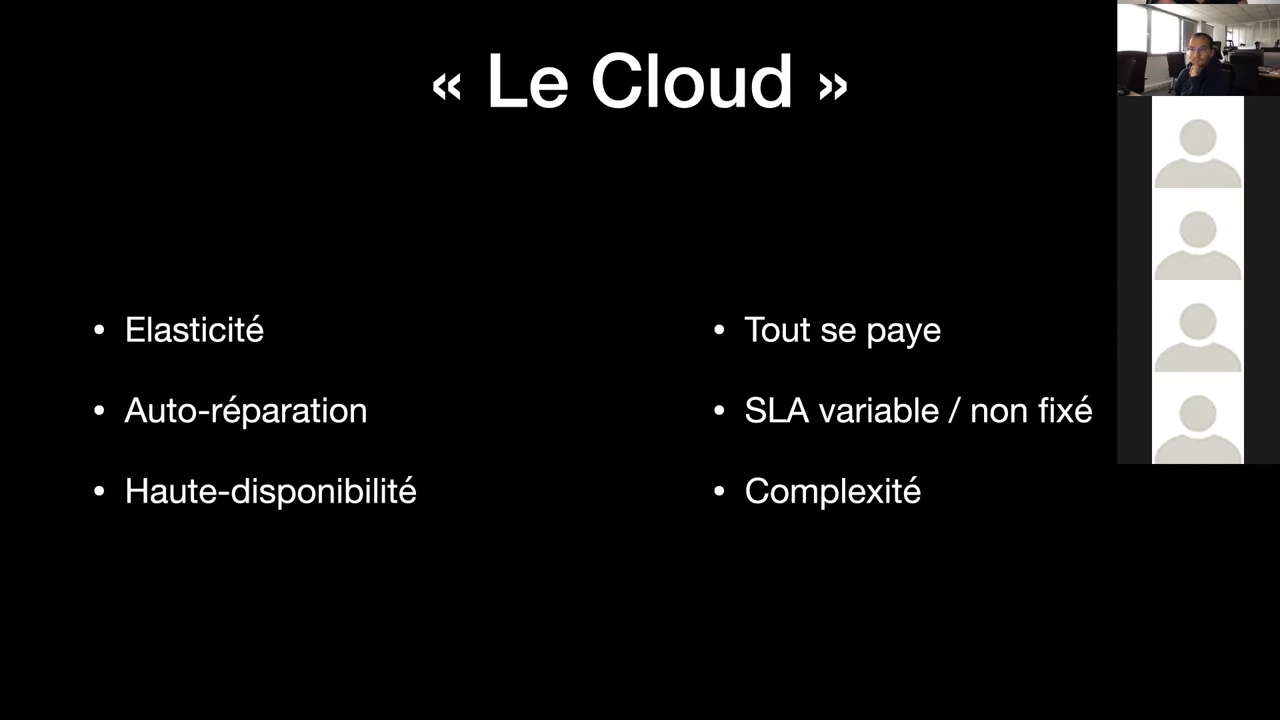 « Le Cloud »
• Elasticité
• Auto-réparation
• Haute-disponibilité
• Tout se paye
• SLA variable / non fixé
• Complexité